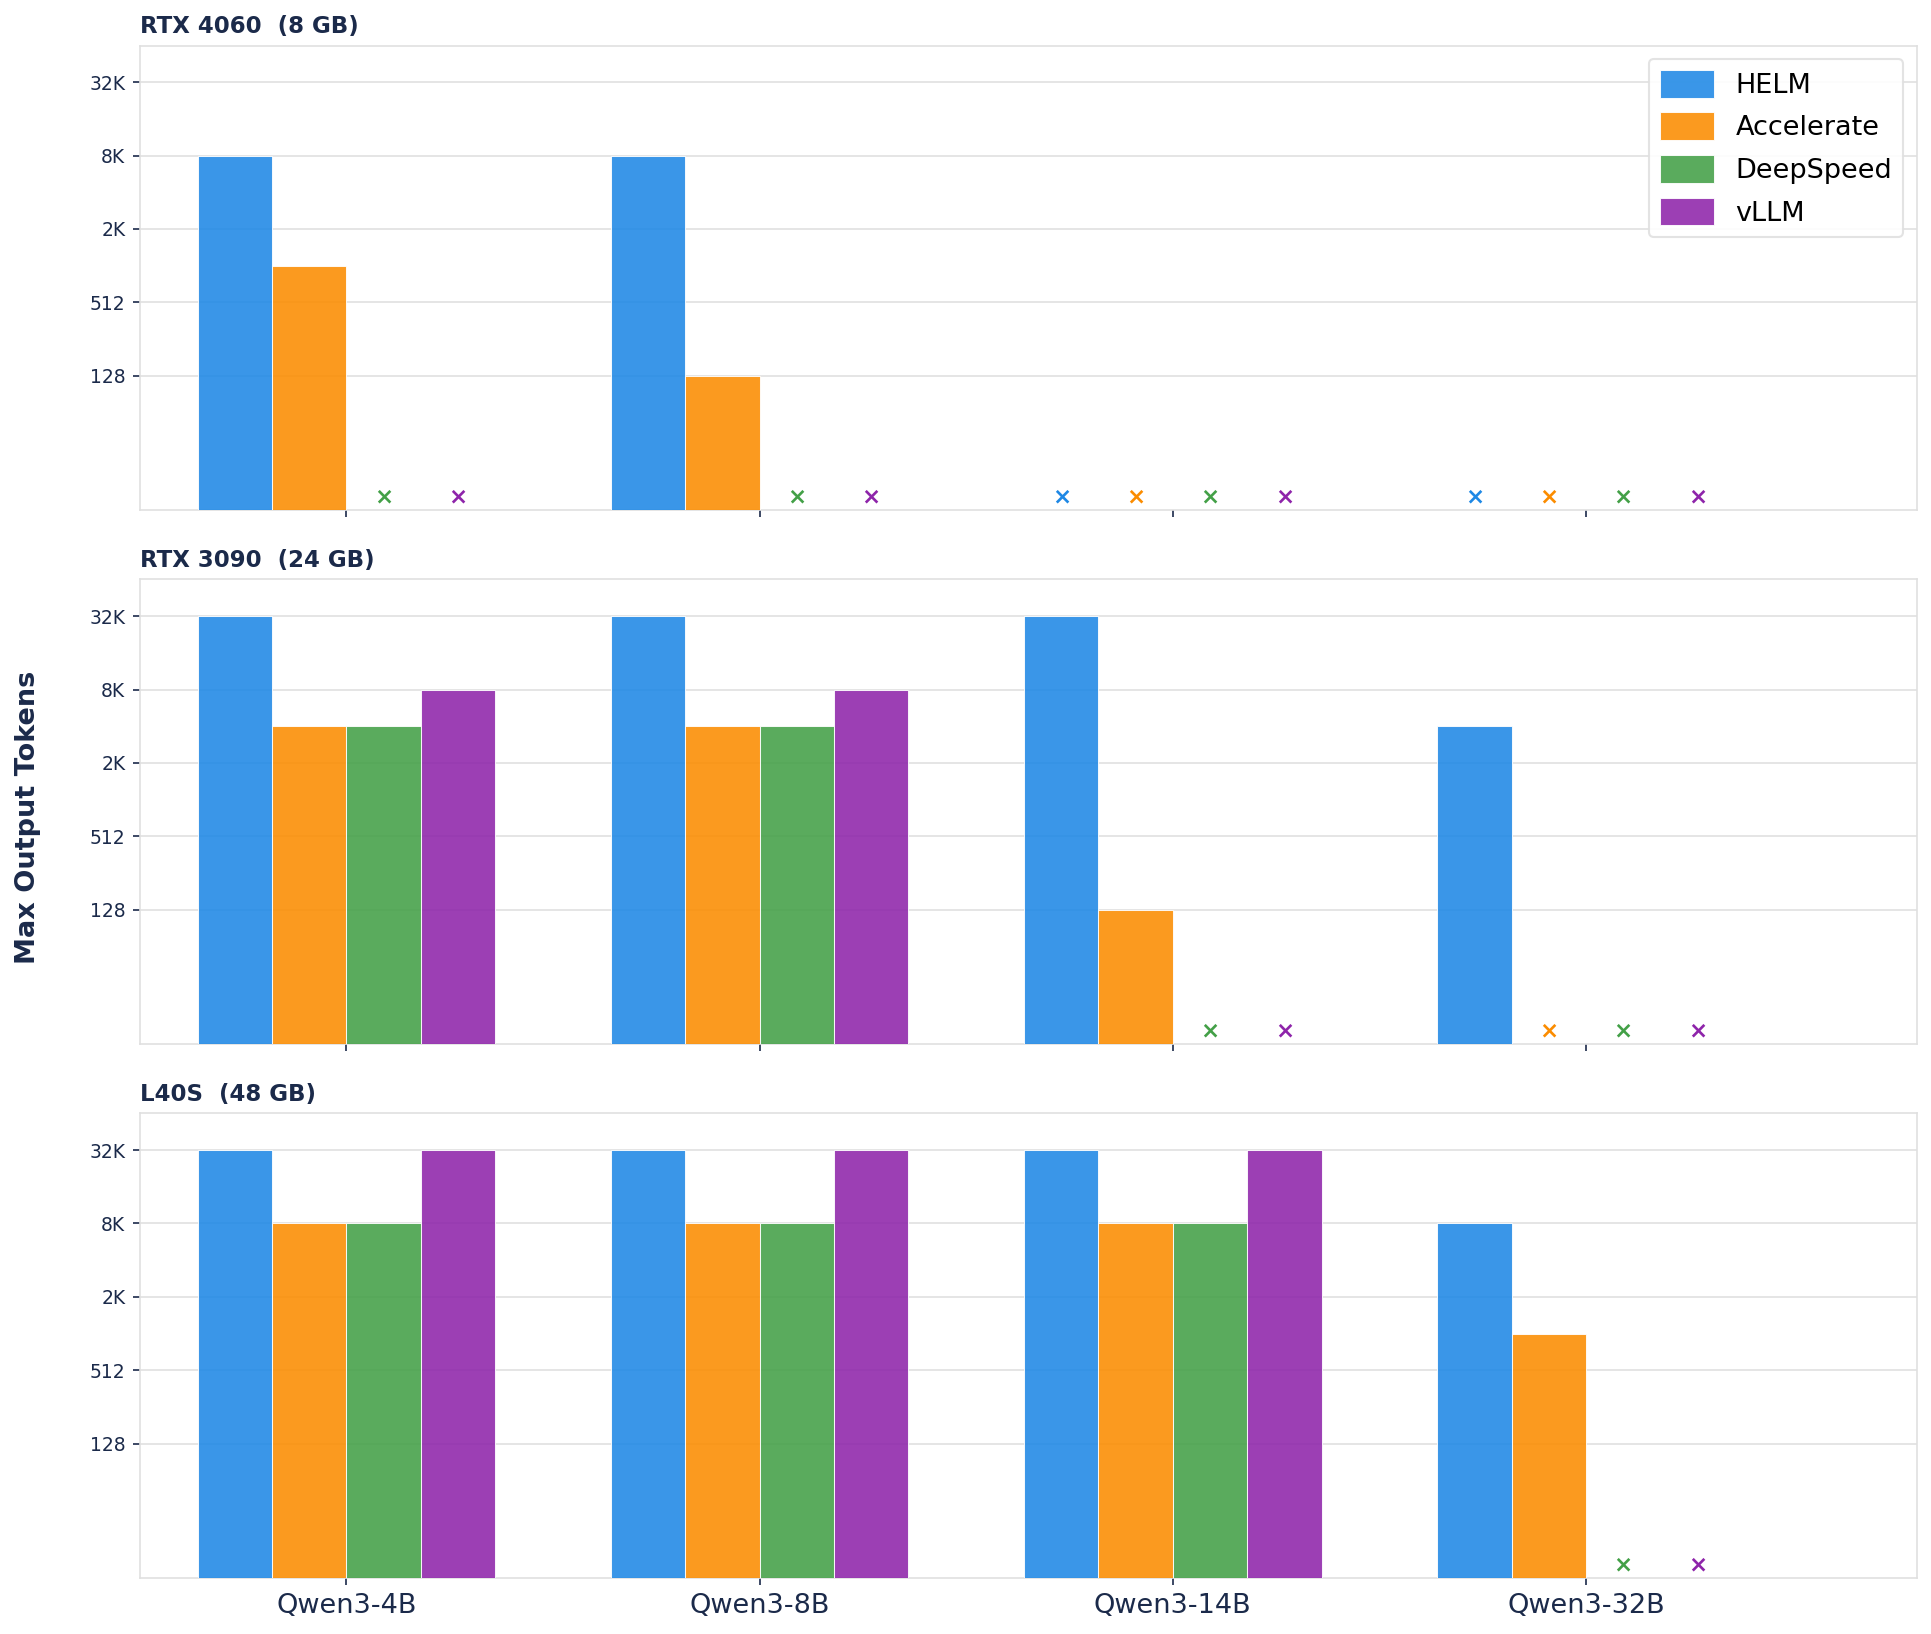 RTX 4060 (8 GB)
32K
8K
2K
512
128
HELM
Accelerate
DeepSpeed
vLLM
RTX 3090 (24 GB)
32K
8K
2K
512
128
Max Output Tokens
L40S (48 GB)
32K
8K
2K
512
128
Qwen3-4B
Qwen3-8B
Qwen3-14B
Qwen3-32B